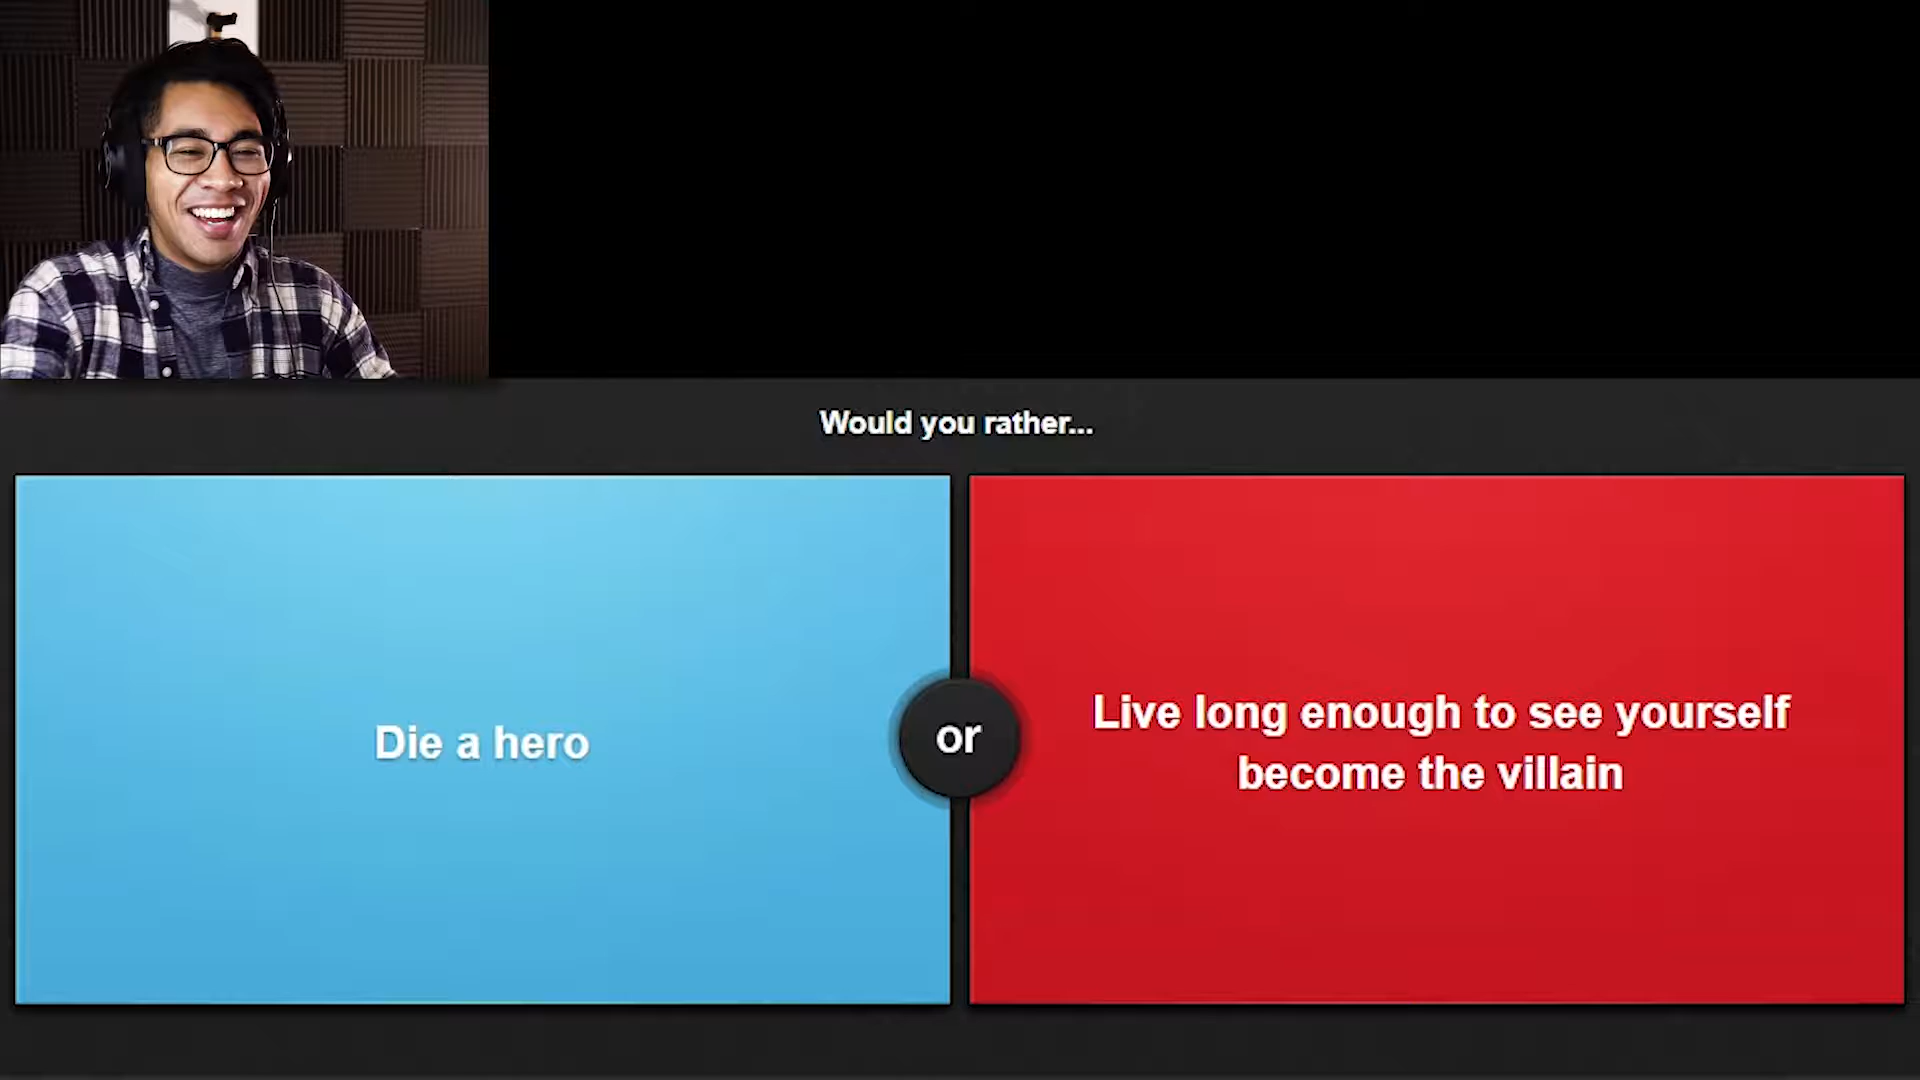 Would you rather...
Die a hero
or
Live long enough to see yourself
become the villain